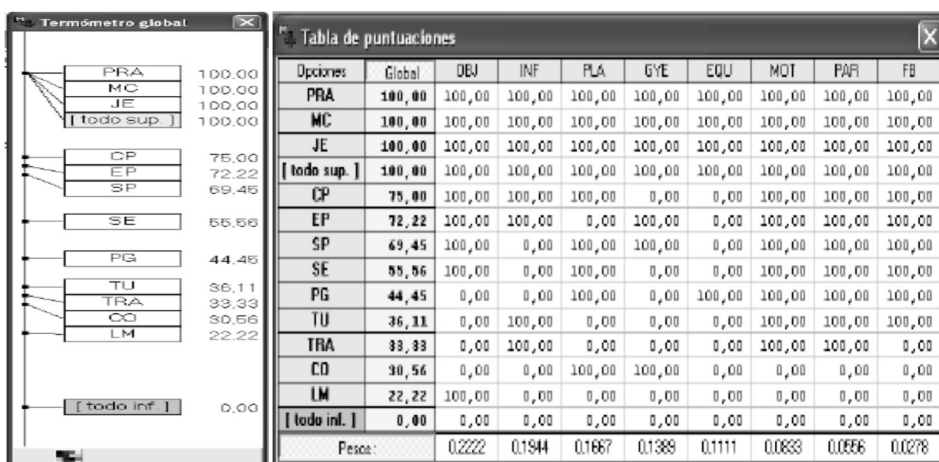 Termómetro global
PRA 100,00
MC 100,00
JE 100,00
[ todo sup. ] 100,00
CP 75,00
EP 72,22
SP 69,45
SE 55,56
PG 44,45
TU 36,11
TRA 33,33
CO 30,56
LM 22,22
[ todo inf. ] 0,00
Tabla de puntuaciones
Opciones Global OBJ INF PLA GYE EQU MOT PAR FB
PRA 100,00 100,00 100,00 100,00 100,00 100,00 100,00 100,00 100,00
MC 100,00 100,00 100,00 100,00 100,00 100,00 100,00 100,00 100,00
JE 100,00 100,00 100,00 100,00 100,00 100,00 100,00 100,00 100,00
[ todo sup. ] 100,00 100,00 100,00 100,00 100,00 100,00 100,00 100,00 100,00
CP 75,00 100,00 100,00 100,00 0,00 0,00 100,00 100,00 100,00
EP 72,22 100,00 100,00 0,00 100,00 0,00 100,00 100,00 100,00
SP 69,45 100,00 0,00 100,00 100,00 0,00 100,00 100,00 100,00
SE 55,56 100,00 0,00 100,00 0,00 0,00 100,00 100,00 100,00
PG 44,45 0,00 0,00 100,00 0,00 100,00 100,00 100,00 100,00
TU 36,11 0,00 100,00 0,00 0,00 0,00 100,00 100,00 100,00
TRA 33,33 0,00 100,00 0,00 0,00 0,00 100,00 100,00 0,00
CO 30,56 0,00 0,00 100,00 100,00 0,00 0,00 0,00 0,00
LM 22,22 100,00 0,00 0,00 0,00 0,00 0,00 0,00 0,00
[ todo inf. ] 0,00 0,00 0,00 0,00 0,00 0,00 0,00 0,00 0,00
Pesos : 0.2222 0.1944 0.1667 0.1389 0.1111 0.0833 0.0556 0.0278